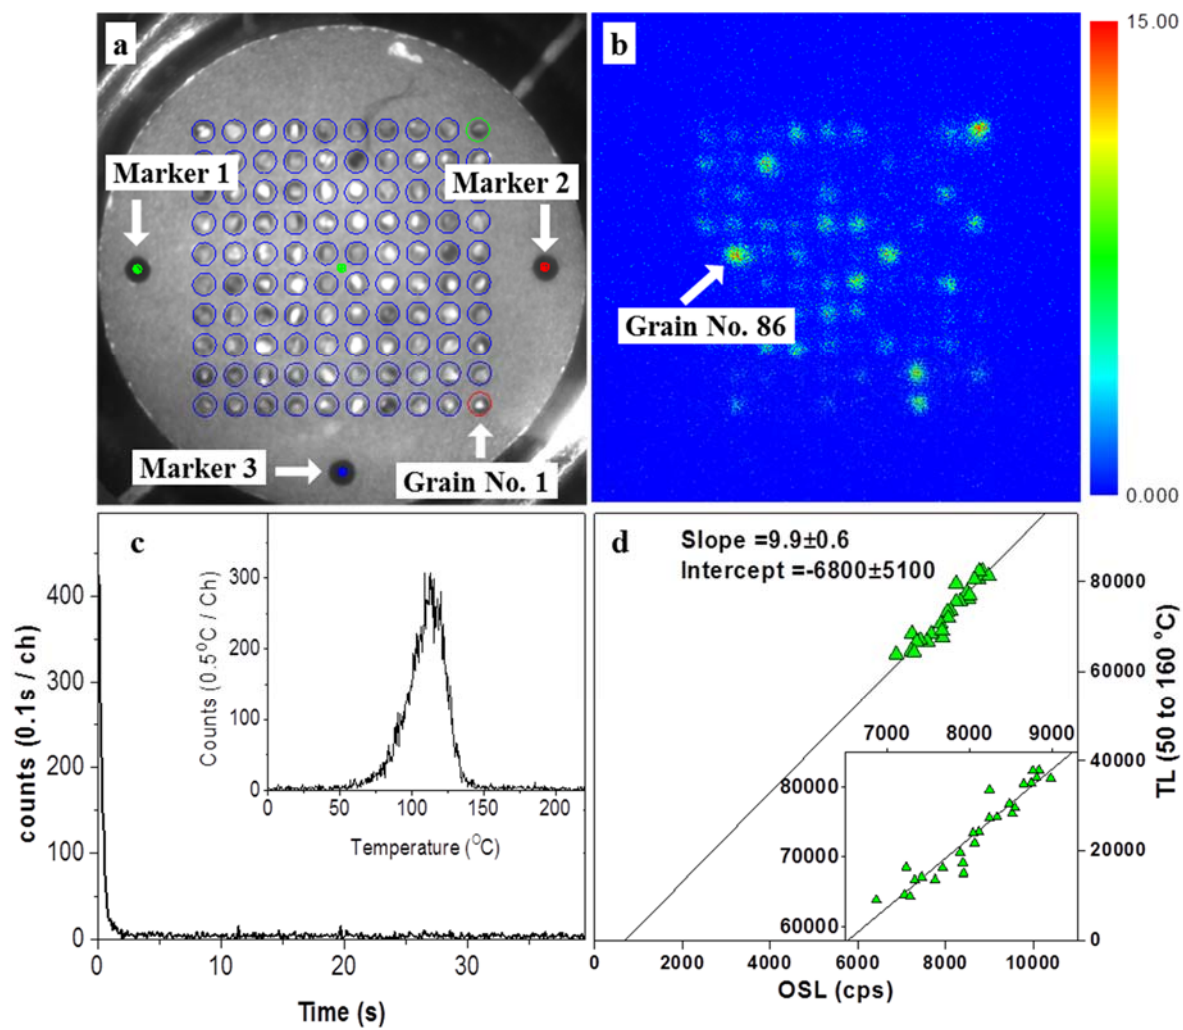 a
Marker 1
Marker 2
Marker 3
Grain No. 1
b
Grain No. 86
15.00
0.000
c
counts (0.1s / ch)
400
300
200
100
0
0
10
20
30
Time (s)
Counts (0.5°C / Ch)
300
200
100
0
0
50
100
150
200
Temperature (°C)
d
Slope =9.9±0.6
Intercept =-6800±5100
80000
60000
40000
20000
0
TL (50 to 160 °C)
7000
8000
9000
80000
70000
60000
0
2000
4000
6000
8000
10000
OSL (cps)